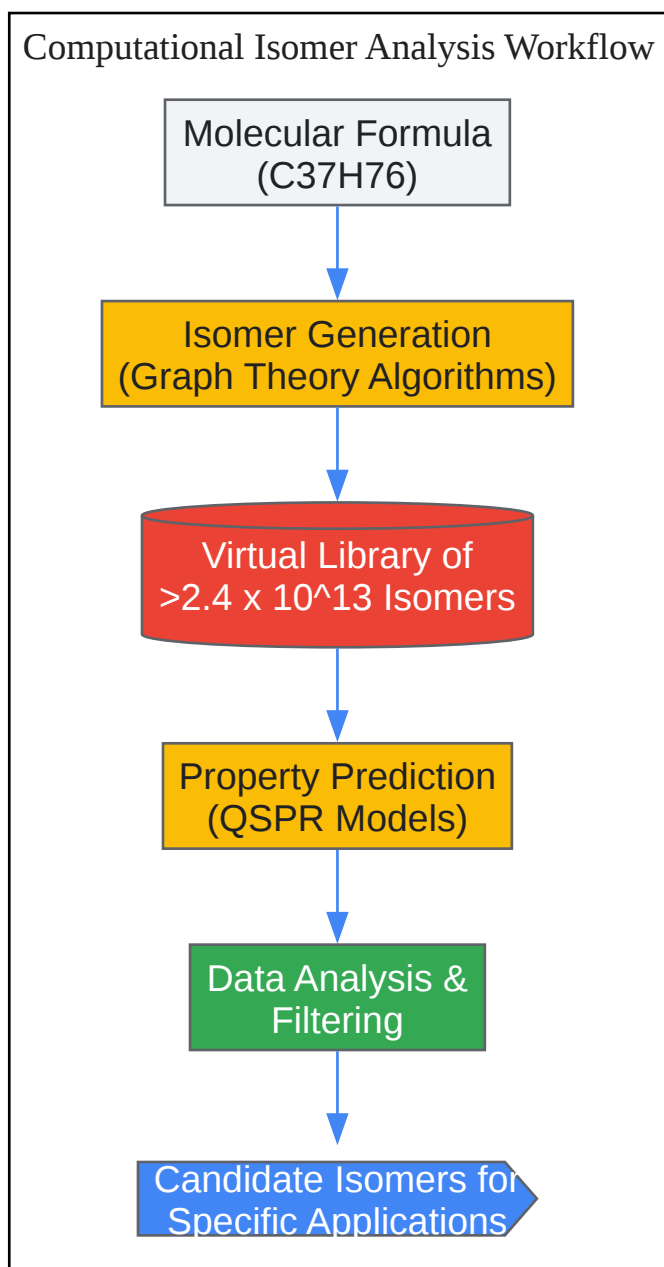 Computational Isomer Analysis Workflow
Molecular Formula
(C37H76)
Isomer Generation
(Graph Theory Algorithms)
Virtual Library of
>2.4 x 10^13 Isomers
Property Prediction
(QSPR Models)
Data Analysis &
Filtering
Candidate Isomers for
Specific Applications